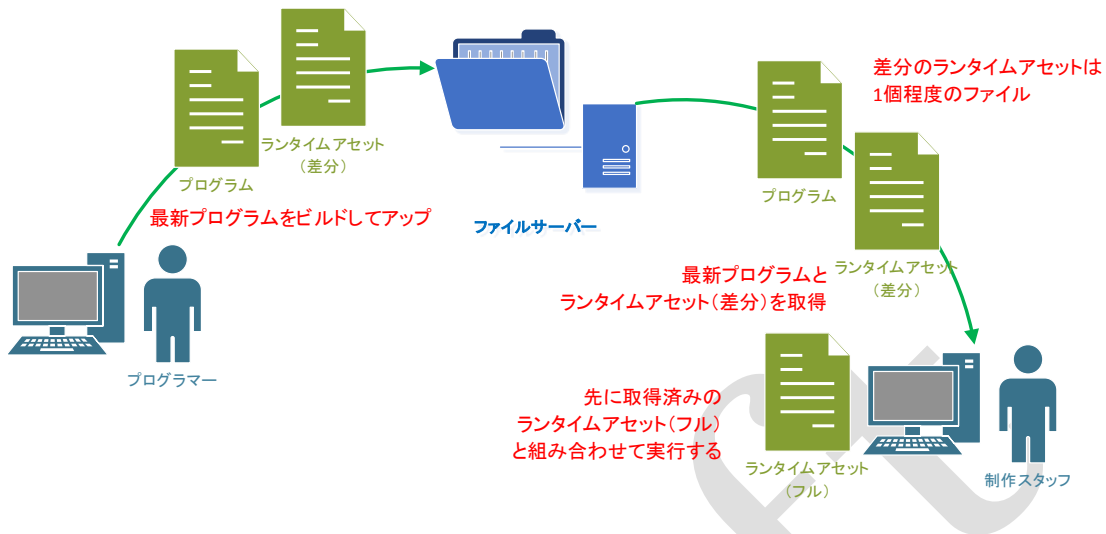 ランタイムアセット
（差分）
プログラム
最新プログラムをビルドしてアップ
プログラマー
ファイルサーバー
差分のランタイムアセットは
1個程度のファイル
プログラム
ランタイムアセット
（差分）
最新プログラムと
ランタイムアセット（差分）を取得
先に取得済みの
ランタイムアセット（フル）
と組み合わせて実行する
ランタイムアセット
（フル）
制作スタッフ